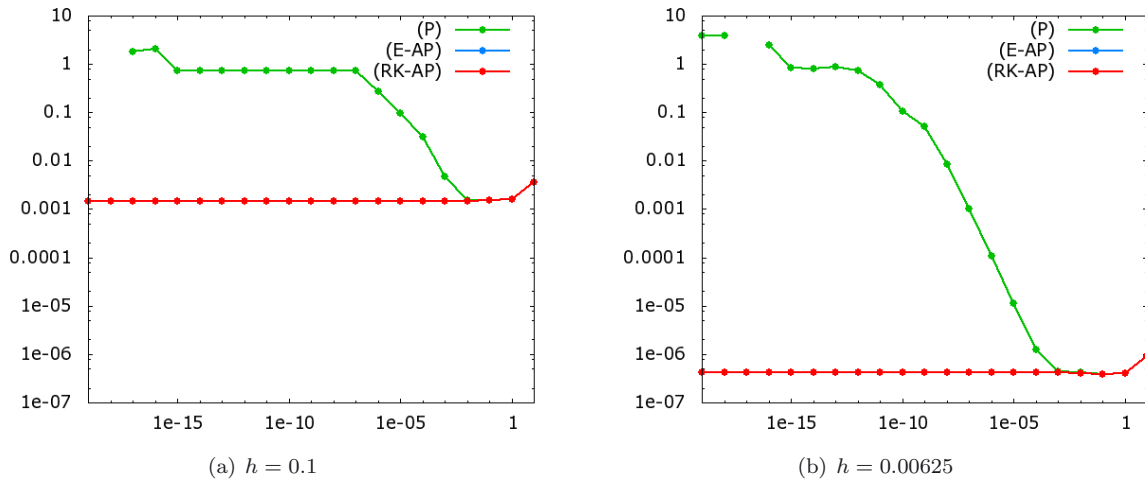 10
1
0.1
0.01
0.001
0.0001
1e-05
1e-06
1e-07
1e-15
1e-10
1e-05
1
(P)
(E-AP)
(RK-AP)
(a) h = 0.1
10
1
0.1
0.01
0.001
0.0001
1e-05
1e-06
1e-07
1e-15
1e-10
1e-05
1
(P)
(E-AP)
(RK-AP)
(b) h = 0.00625